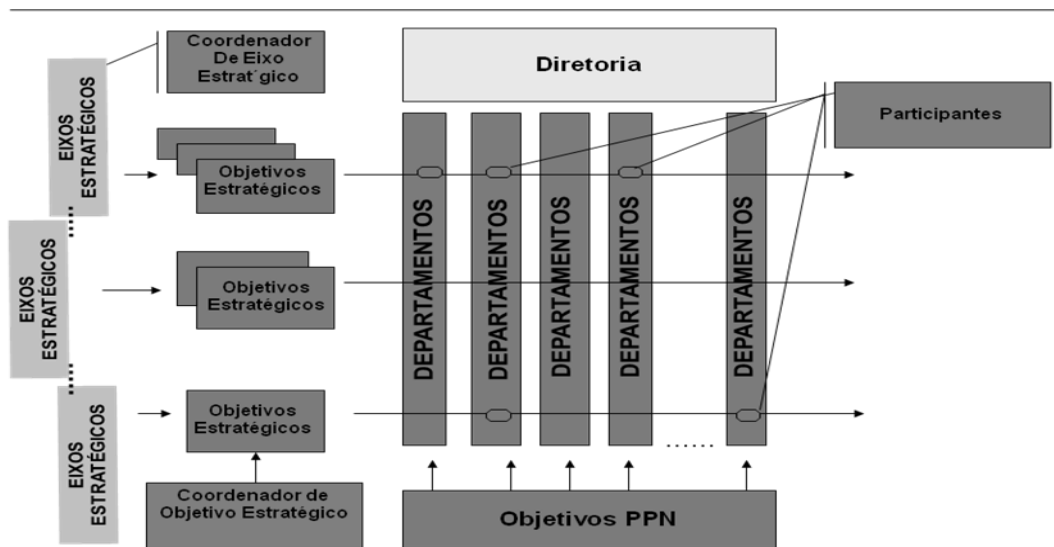 Coordenador
De Eixo
Estrat´gico
Diretoria
Participantes
EIXOS
ESTRATÉGICOS
Objetivos
Estratégicos
EIXOS
ESTRATÉGICOS
Objetivos
Estratégicos
EIXOS
ESTRATÉGICOS
Objetivos
Estratégicos
DEPARTAMENTOS
DEPARTAMENTOS
DEPARTAMENTOS
DEPARTAMENTOS
......
DEPARTAMENTOS
Coordenador de
Objetivo Estratégico
Objetivos PPN